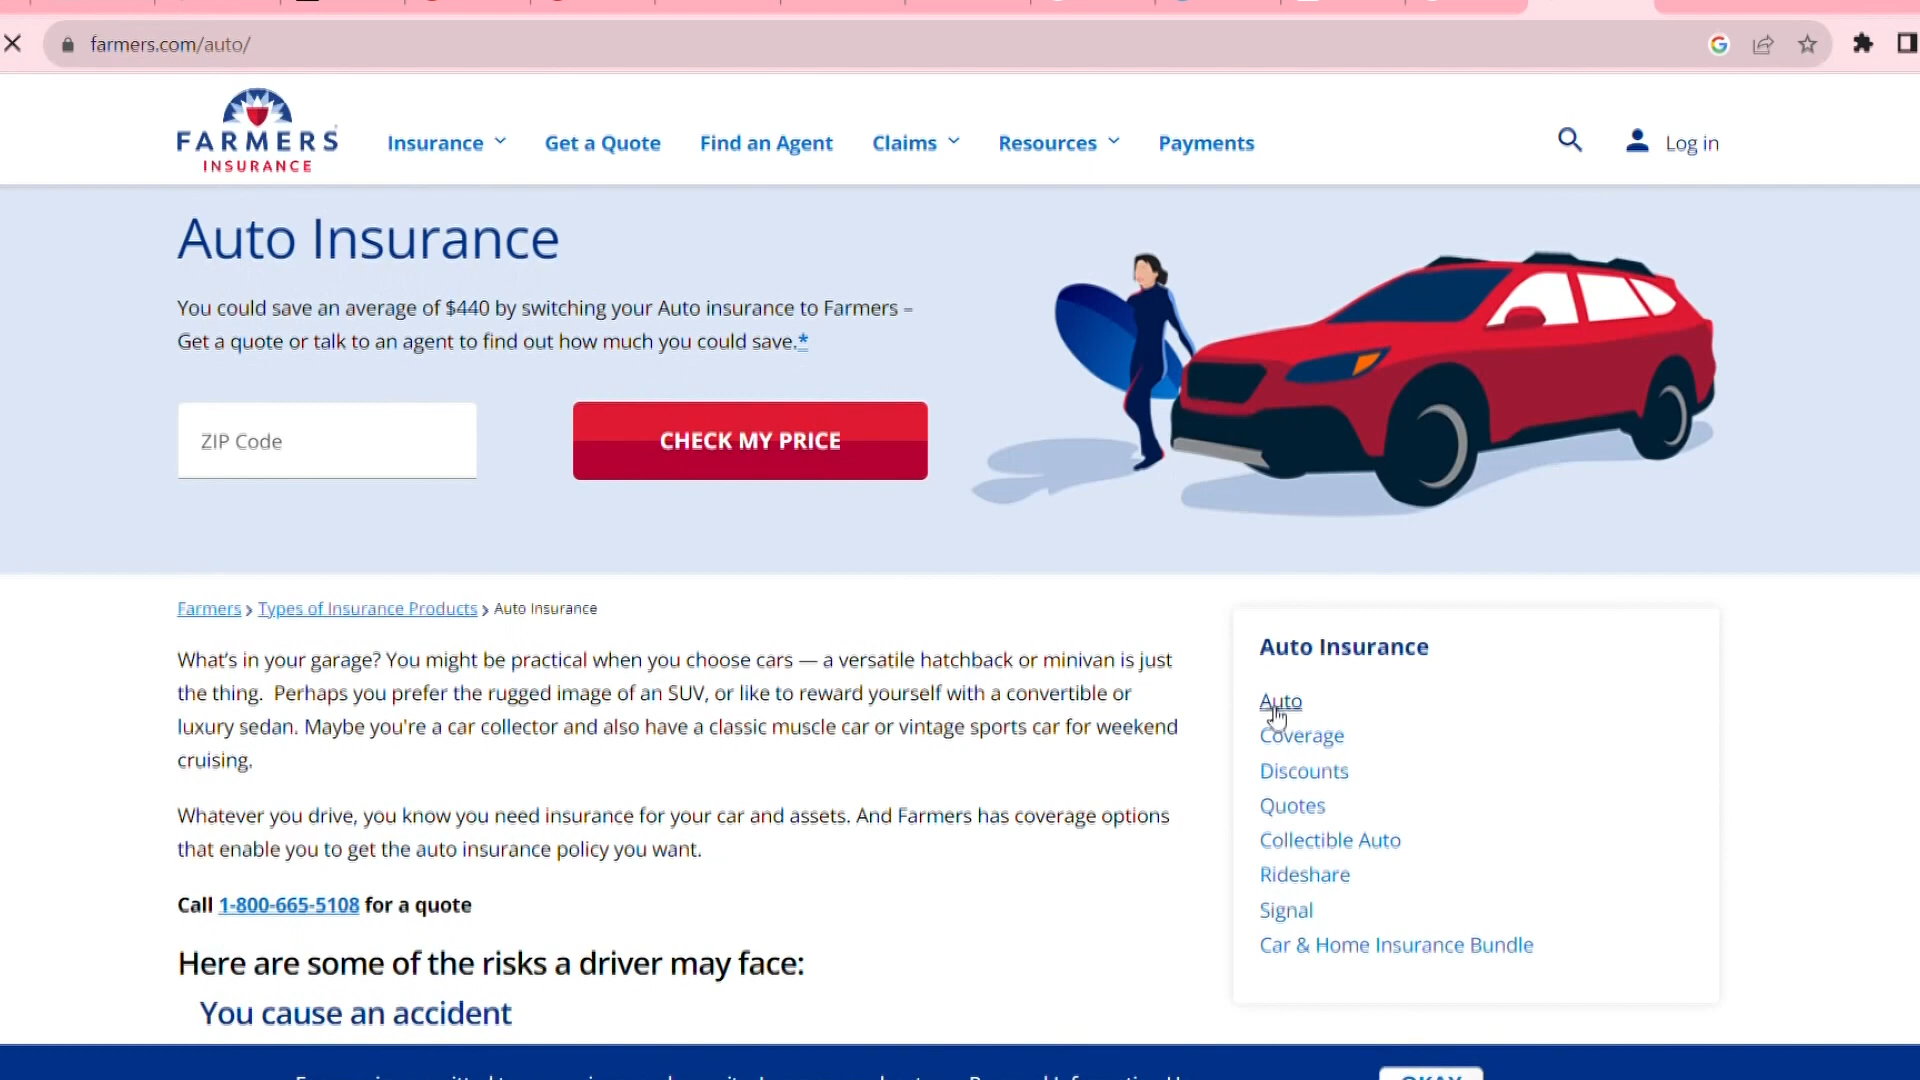 farmers.com/auto/
FARMERS
INSURANCE
Insurance
Get a Quote
Find an Agent
Claims
Resources
Payments
Log in
Auto Insurance
You could save an average of $440 by switching your Auto insurance to Farmers –
Get a quote or talk to an agent to find out how much you could save.*
ZIP Code
CHECK MY PRICE
Farmers › Types of Insurance Products › Auto Insurance
What's in your garage? You might be practical when you choose cars — a versatile hatchback or minivan is just
the thing. Perhaps you prefer the rugged image of an SUV, or like to reward yourself with a convertible or
luxury sedan. Maybe you're a car collector and also have a classic muscle car or vintage sports car for weekend
cruising.
Whatever you drive, you know you need insurance for your car and assets. And Farmers has coverage options
that enable you to get the auto insurance policy you want.
Call 1-800-665-5108 for a quote
Here are some of the risks a driver may face:
You cause an accident
Auto Insurance
Auto
Coverage
Discounts
Quotes
Collectible Auto
Rideshare
Signal
Car & Home Insurance Bundle
OKAY